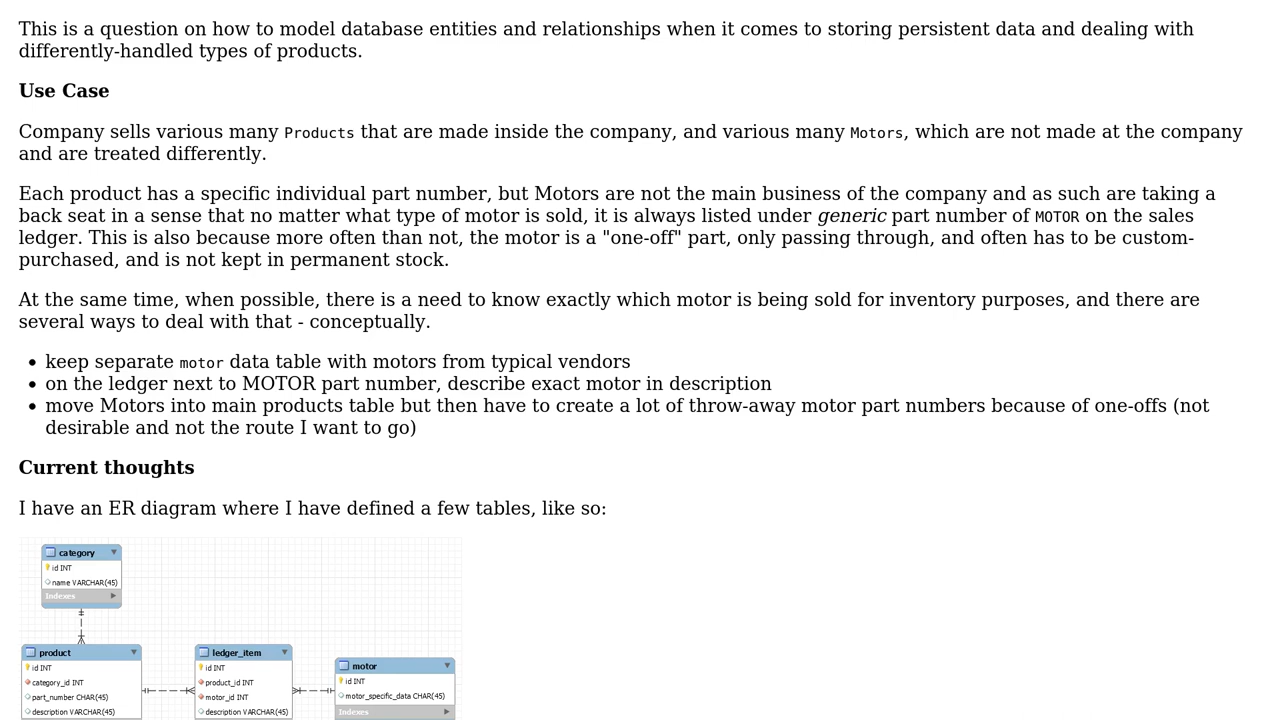 This is a question on how to model database entities and relationships when it comes to storing persistent data and dealing with
differently-handled types of products.
Use Case
Company sells various many Products that are made inside the company, and various many Motors, which are not made at the company
and are treated differently.
Each product has a specific individual part number, but Motors are not the main business of the company and as such are taking a
back seat in a sense that no matter what type of motor is sold, it is always listed under generic part number of MOTOR on the sales
ledger. This is also because more often than not, the motor is a "one-off" part, only passing through, and often has to be custom-
purchased, and is not kept in permanent stock.
At the same time, when possible, there is a need to know exactly which motor is being sold for inventory purposes, and there are
several ways to deal with that - conceptually.
• keep separate motor data table with motors from typical vendors
• on the ledger next to MOTOR part number, describe exact motor in description
• move Motors into main products table but then have to create a lot of throw-away motor part numbers because of one-offs (not
desirable and not the route I want to go)
Current thoughts
I have an ER diagram where I have defined a few tables, like so:
category
id INT
name VARCHAR(45)
Indexes
product
id INT
category_id INT
part_number CHAR(45)
description VARCHAR(45)
ledger_item
id INT
product_id INT
motor_id INT
description VARCHAR(45)
motor
id INT
motor_specific_data CHAR(45)
Indexes